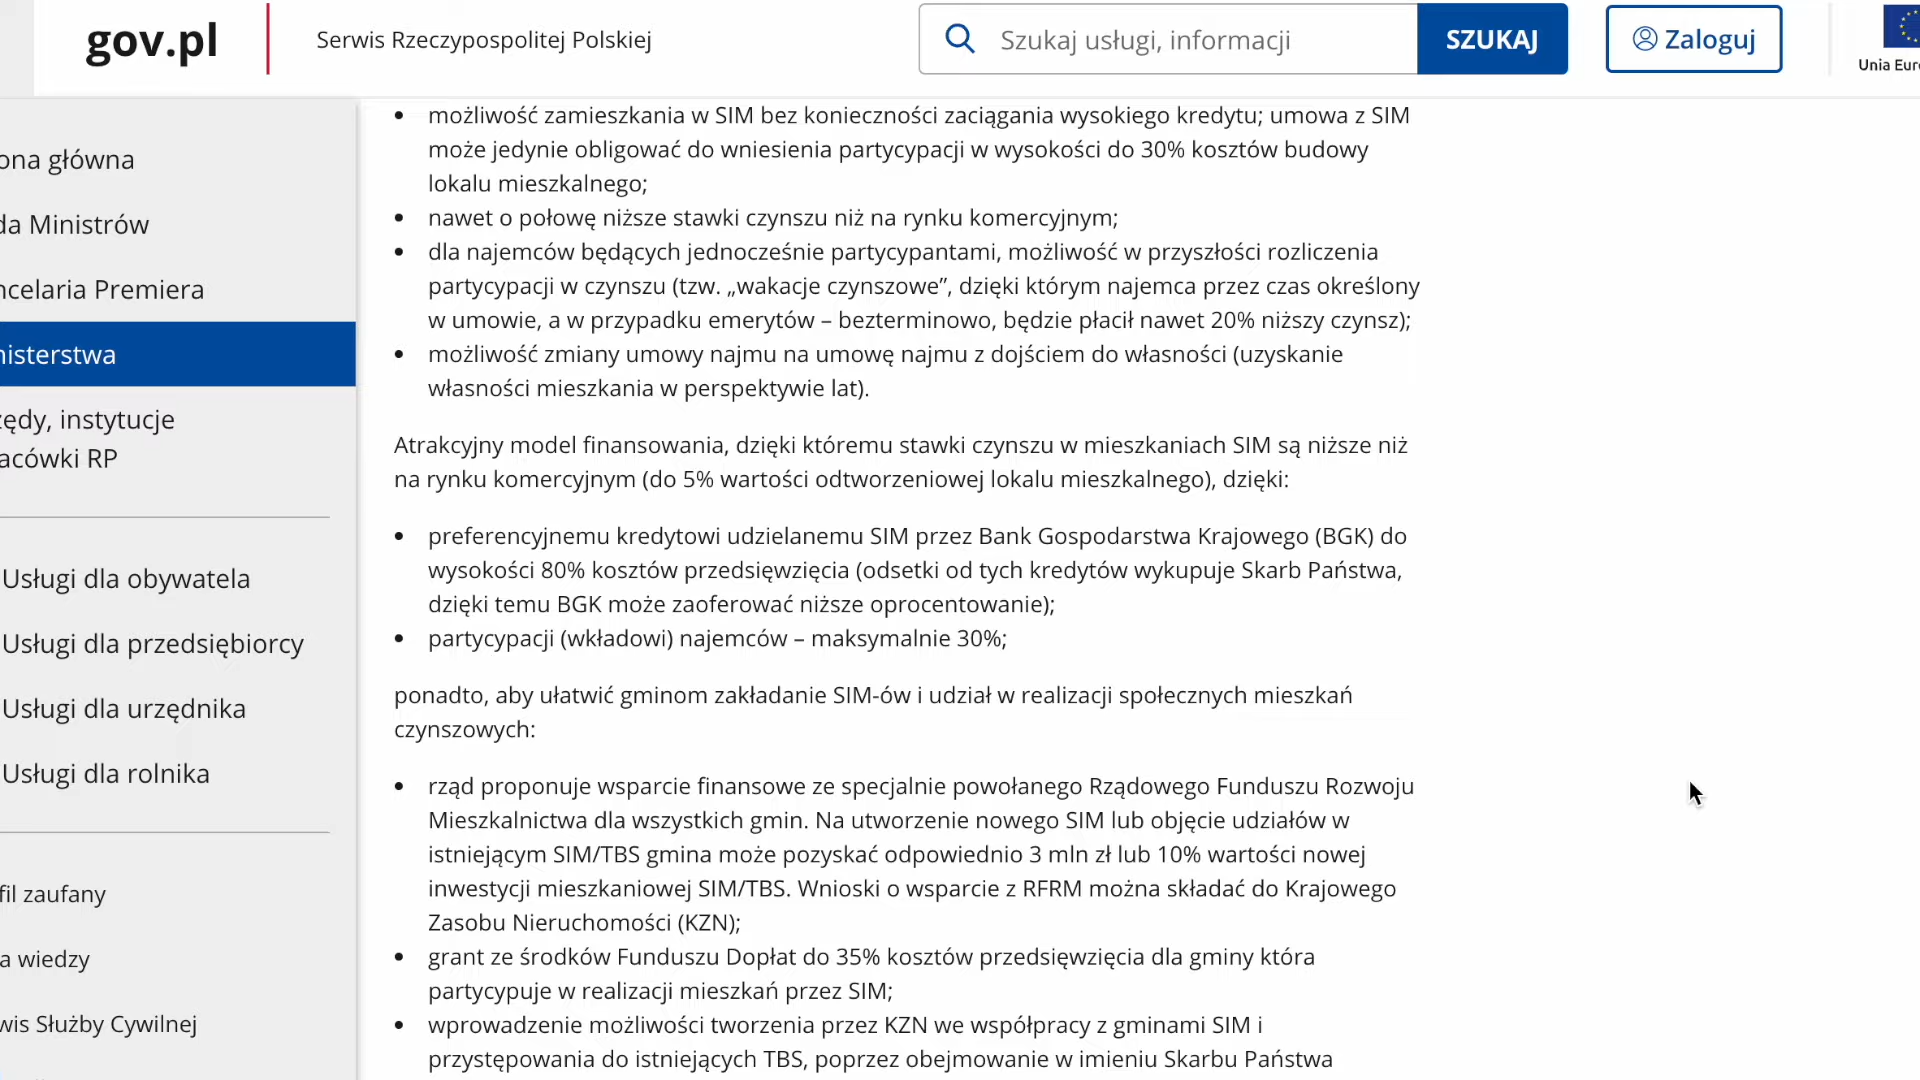 gov.pl
Serwis Rzeczypospolitej Polskiej
Szukaj usługi, informacji
SZUKAJ
Zaloguj
Unia Eur
ona główna
da Ministrów
ncelaria Premiera
nisterstwa
zędy, instytucje
acówki RP
Usługi dla obywatela
Usługi dla przedsiębiorcy
Usługi dla urzędnika
Usługi dla rolnika
fil zaufany
a wiedzy
wis Służby Cywilnej
• możliwość zamieszkania w SIM bez konieczności zaciągania wysokiego kredytu; umowa z SIM
może jedynie obligować do wniesienia partycypacji w wysokości do 30% kosztów budowy
lokalu mieszkalnego;
• nawet o połowę niższe stawki czynszu niż na rynku komercyjnym;
• dla najemców będących jednocześnie partycypantami, możliwość w przyszłości rozliczenia
partycypacji w czynszu (tzw. „wakacje czynszowe”, dzięki którym najemca przez czas określony
w umowie, a w przypadku emerytów – bezterminowo, będzie płacił nawet 20% niższy czynsz);
• możliwość zmiany umowy najmu na umowę najmu z dojściem do własności (uzyskanie
własności mieszkania w perspektywie lat).
Atrakcyjny model finansowania, dzięki któremu stawki czynszu w mieszkaniach SIM są niższe niż
na rynku komercyjnym (do 5% wartości odtworzeniowej lokalu mieszkalnego), dzięki:
• preferencyjnemu kredytowi udzielanemu SIM przez Bank Gospodarstwa Krajowego (BGK) do
wysokości 80% kosztów przedsięwzięcia (odsetki od tych kredytów wykupuje Skarb Państwa,
dzięki temu BGK może zaoferować niższe oprocentowanie);
• partycypacji (wkładowi) najemców – maksymalnie 30%;
ponadto, aby ułatwić gminom zakładanie SIM-ów i udział w realizacji społecznych mieszkań
czynszowych:
• rząd proponuje wsparcie finansowe ze specjalnie powołanego Rządowego Funduszu Rozwoju
Mieszkalnictwa dla wszystkich gmin. Na utworzenie nowego SIM lub objęcie udziałów w
istniejącym SIM/TBS gmina może pozyskać odpowiednio 3 mln zł lub 10% wartości nowej
inwestycji mieszkaniowej SIM/TBS. Wnioski o wsparcie z RFRM można składać do Krajowego
Zasobu Nieruchomości (KZN);
• grant ze środków Funduszu Dopłat do 35% kosztów przedsięwzięcia dla gminy która
partycypuje w realizacji mieszkań przez SIM;
• wprowadzenie możliwości tworzenia przez KZN we współpracy z gminami SIM i
przystępowania do istniejących TBS, poprzez obejmowanie w imieniu Skarbu Państwa